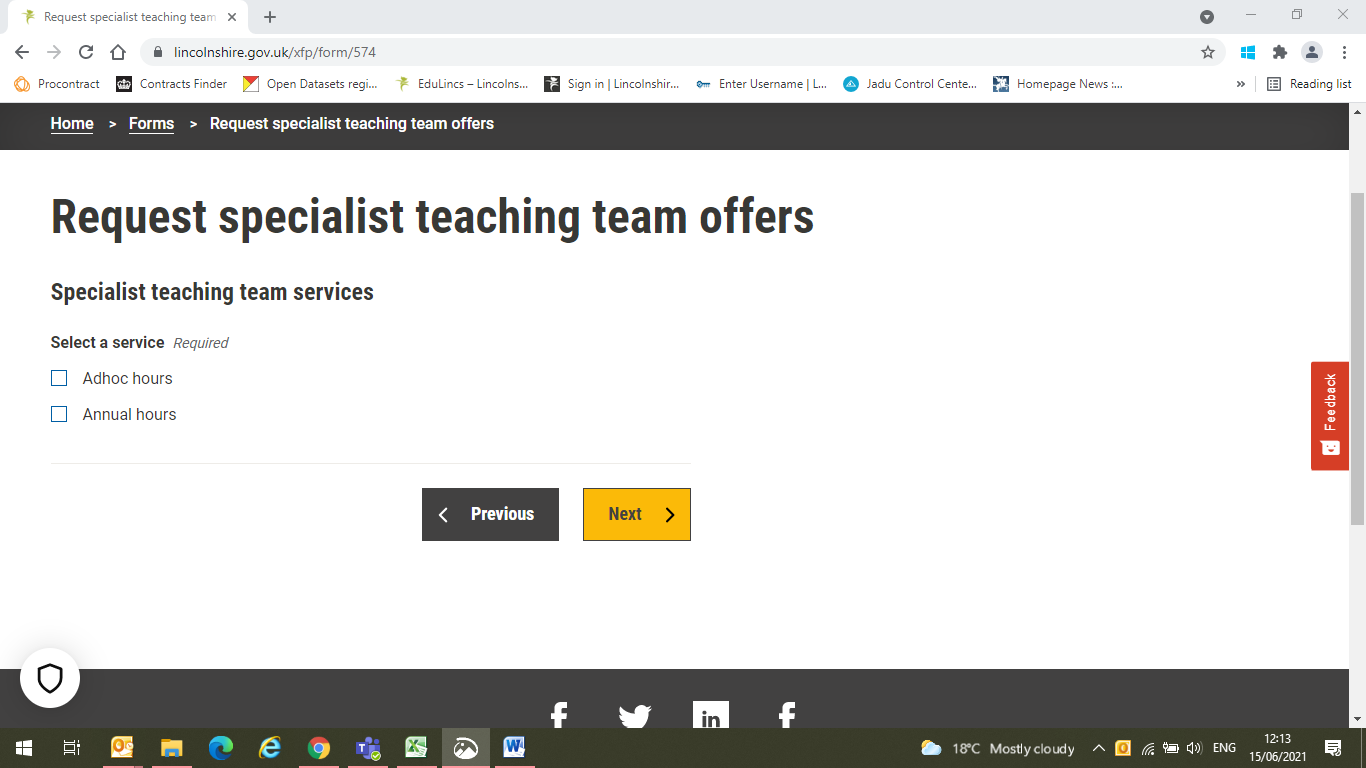 Request specialist teaching team
lincolnshire.gov.uk/xfp/form/574
Procontract Contracts Finder Open Datasets regi... EduLincs – Lincolns... Sign in | Lincolnshir... Enter Username | L... Jadu Control Cente... Homepage News :... » Reading list
Home > Forms > Request specialist teaching team offers
Request specialist teaching team offers
Specialist teaching team services
Select a service Required
Adhoc hours
Annual hours
Feedback
Previous Next
in
18°C Mostly cloudy ENG 12:13
15/06/2021